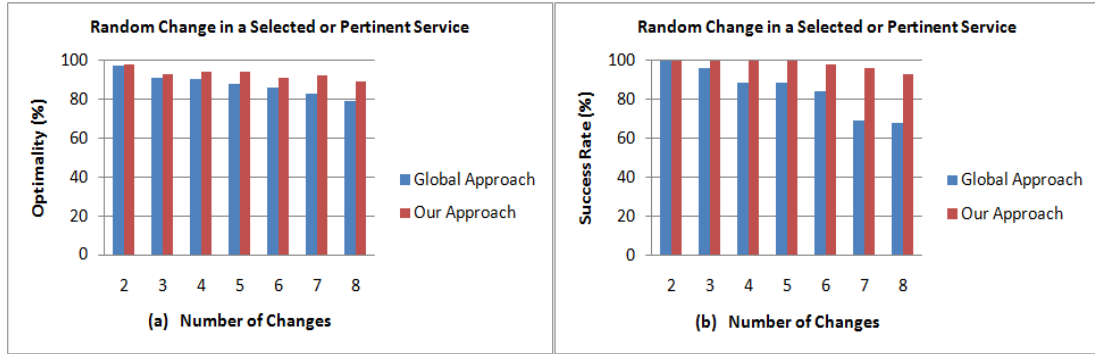 Random Change in a Selected or Pertinent Service
Optimality (%)
100
80
60
40
20
0
2 3 4 5 6 7 8
(a) Number of Changes
Global Approach
Our Approach
Random Change in a Selected or Pertinent Service
Success Rate (%)
100
80
60
40
20
0
2 3 4 5 6 7 8
(b) Number of Changes
Global Approach
Our Approach